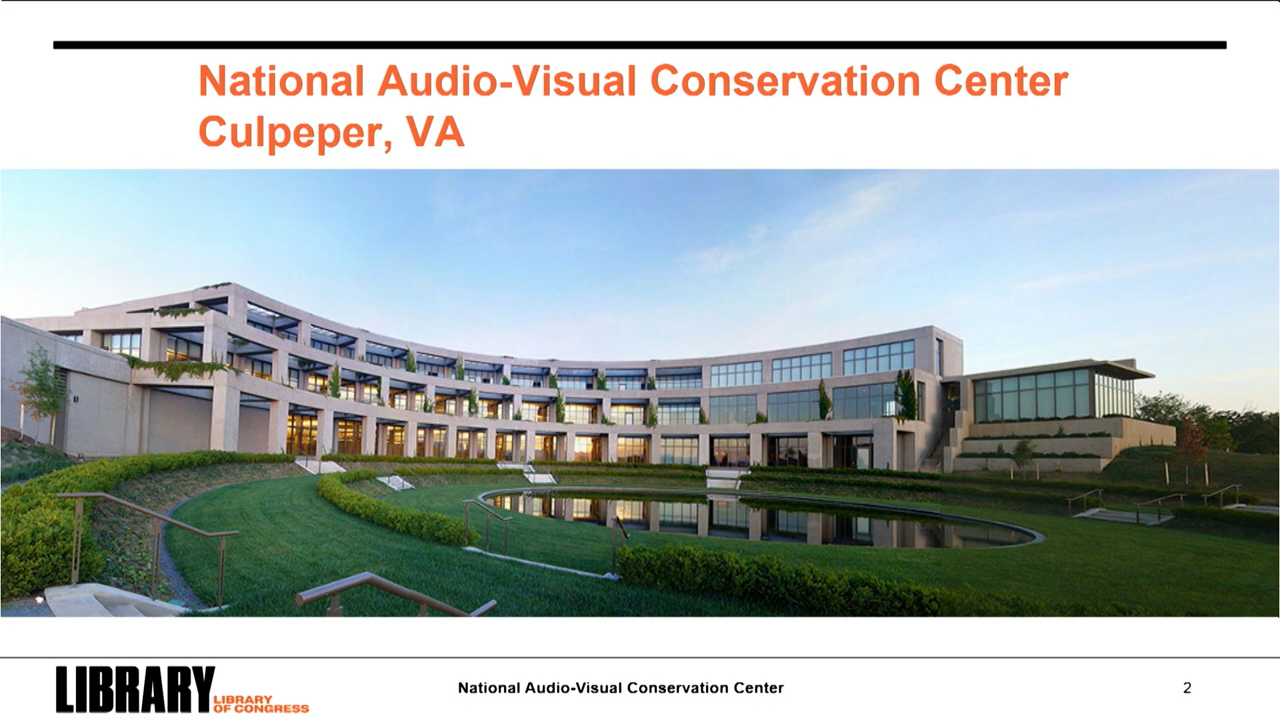 National Audio-Visual Conservation Center
Culpeper, VA
LIBRARY
LIBRARY
OF CONGRESS
National Audio-Visual Conservation Center
2